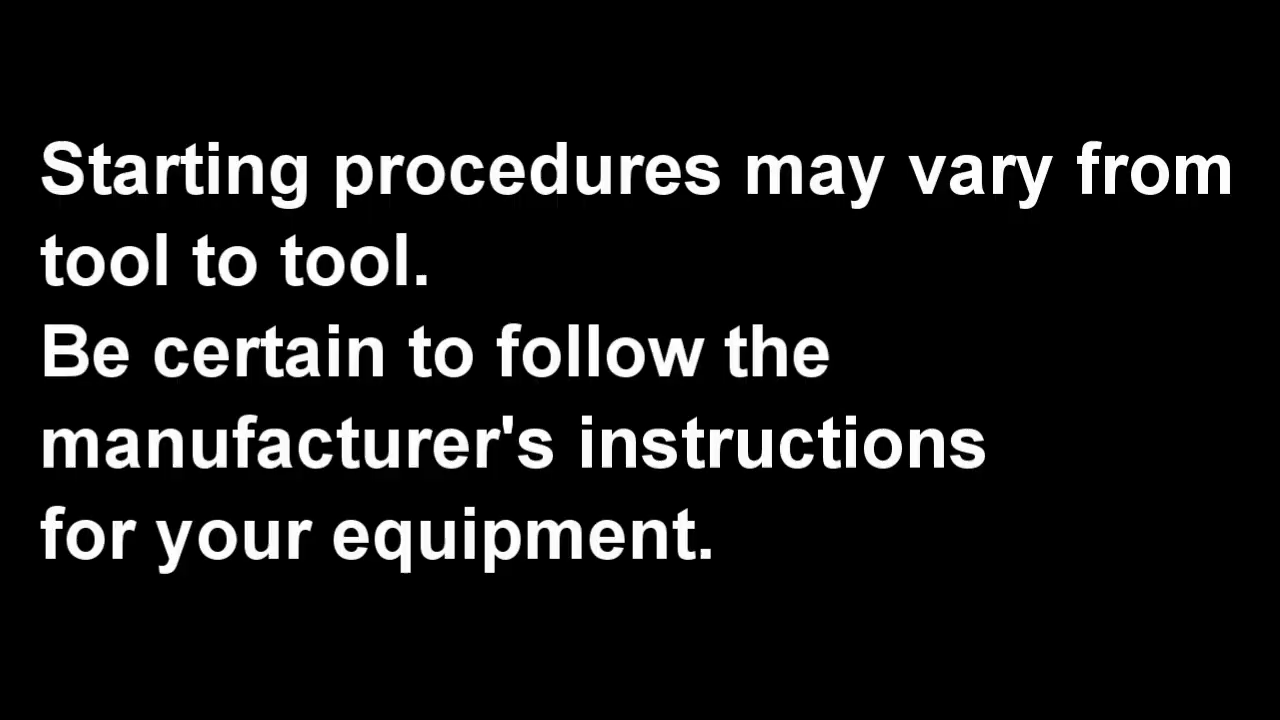 Starting procedures may vary from
tool to tool.
Be certain to follow the
manufacturer's instructions
for your equipment.